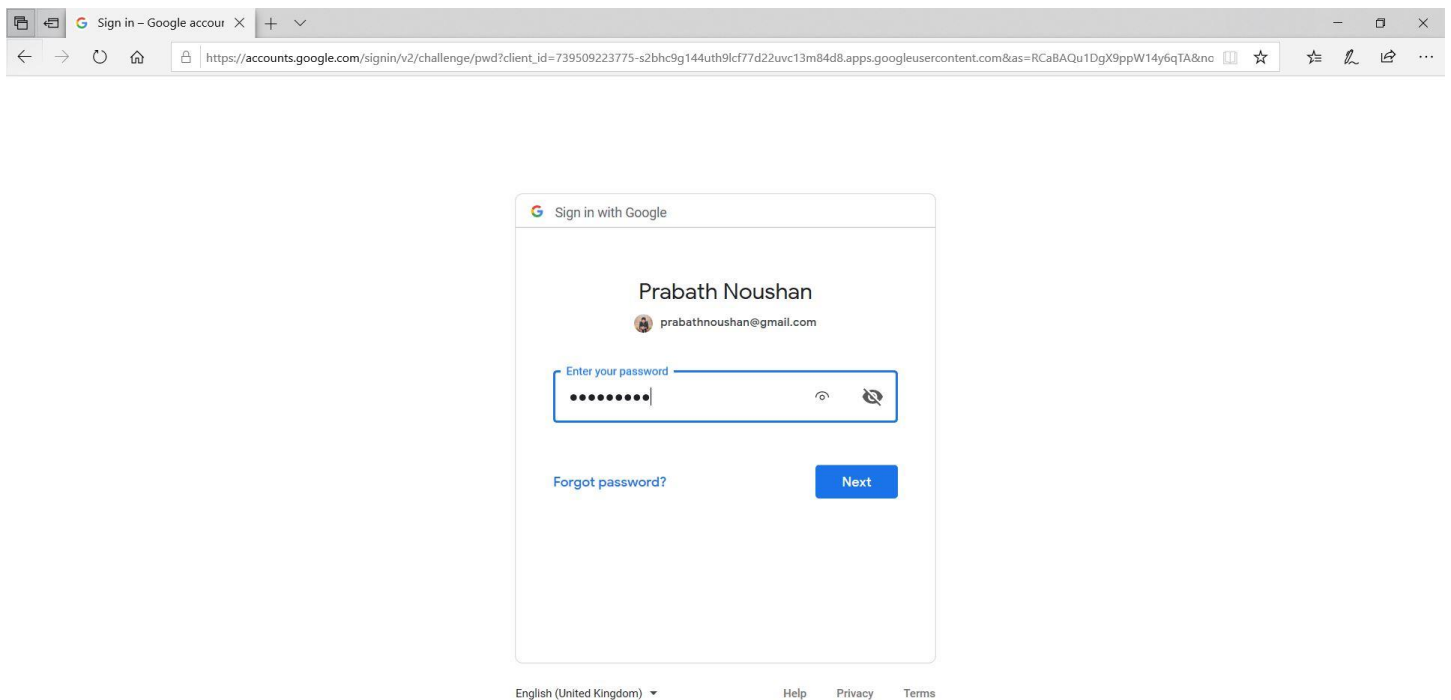 Sign in – Google accour
https://accounts.google.com/signin/v2/challenge/pwd?client_id=739509223775-s2bhc9g144uth9lcf77d22uvc13m84d8.apps.googleusercontent.com&as=RCaBAQu1DgX9ppW14y6qTA&no
Sign in with Google
Prabath Noushan
prabathnoushan@gmail.com
Enter your password
•••••••••
Forgot password? Next
English (United Kingdom) Help Privacy Terms